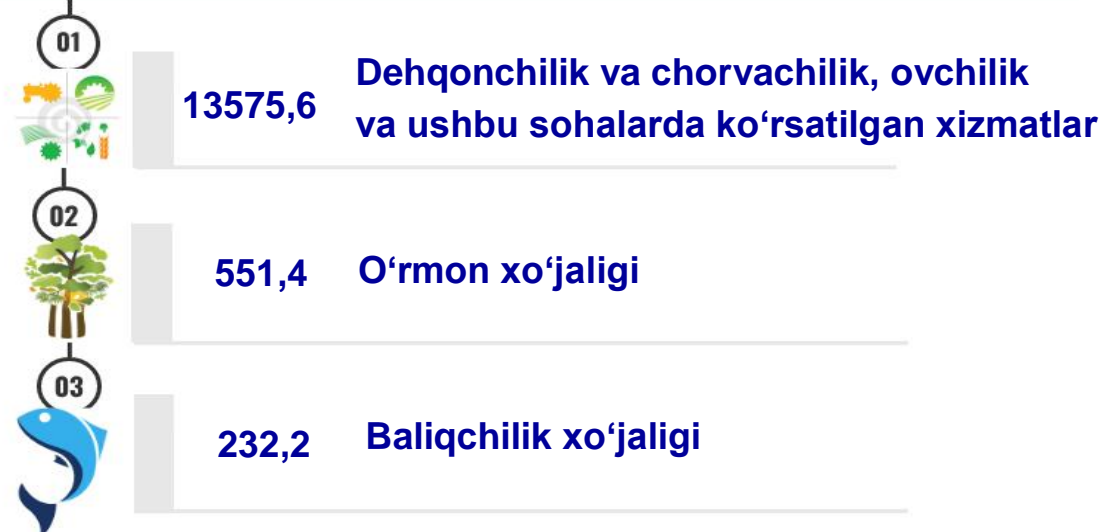 01
13575,6
Dehqonchilik va chorvachilik, ovchilik
va ushbu sohalarda ko‘rsatilgan xizmatlar
02
551,4
O‘rmon xo‘jaligi
03
232,2
Baliqchilik xo‘jaligi